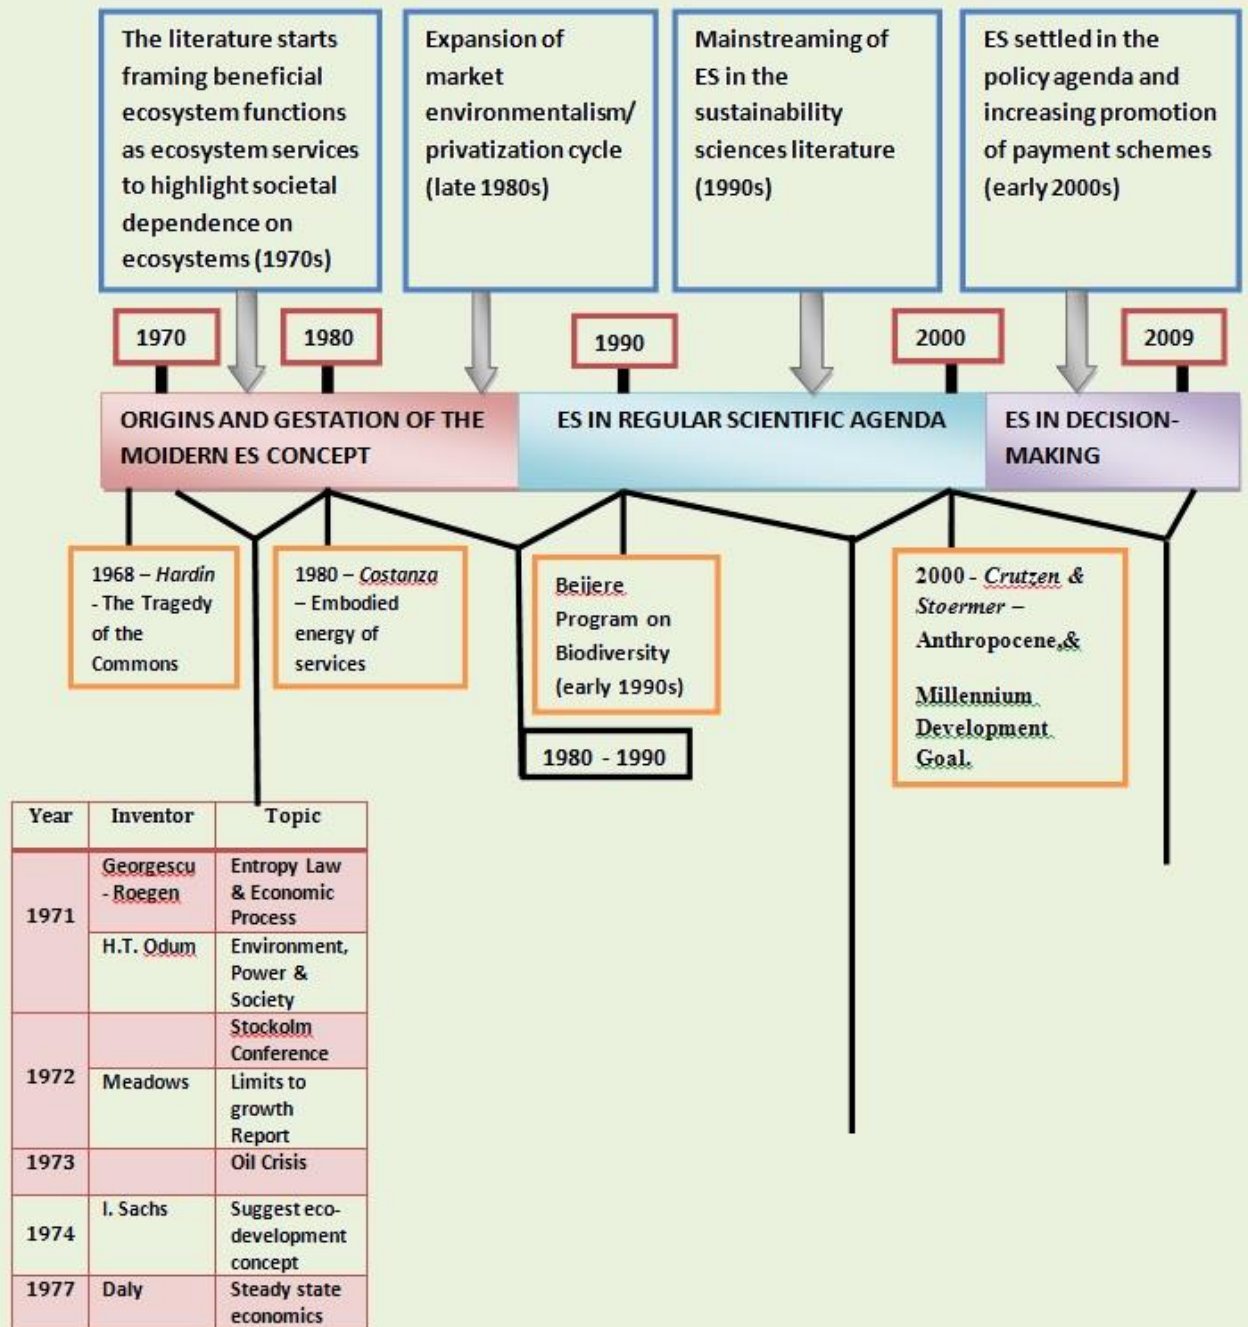 The literature starts
framing beneficial
ecosystem functions
as ecosystem services
to highlight societal
dependence on
ecosystems (1970s)
Expansion of
market
environmentalism/
privatization cycle
(late 1980s)
Mainstreaming of
ES in the
sustainability
sciences literature
(1990s)
ES settled in the
policy agenda and
increasing promotion
of payment schemes
(early 2000s)
1970
1980
1990
2000
2009
ORIGINS AND GESTATION OF THE
MOIDERN ES CONCEPT
ES IN REGULAR SCIENTIFIC AGENDA
ES IN DECISION-
MAKING
1968 – Hardin
- The Tragedy
of the
Commons
1980 – Costanza
– Embodied
energy of
services
Beijere
Program on
Biodiversity
(early 1990s)
2000 - Crutzen &
Stoermer –
Anthropocene,&
Millennium
Development
Goal.
1980 - 1990
Year Inventor Topic
1971
Georgescu
- Roegen
Entropy Law
& Economic
Process
H.T. Odum
Environment,
Power &
Society
1972
Stockolm
Conference
Meadows
Limits to
growth
Report
1973
Oil Crisis
1974
I. Sachs
Suggest eco-
development
concept
1977
Daly
Steady state
economics